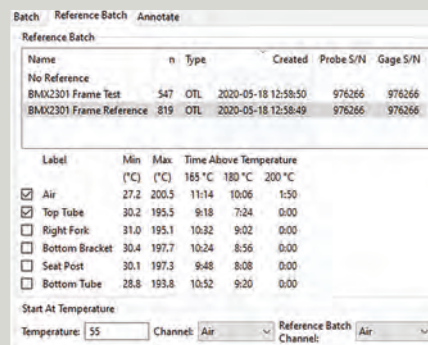 Batch Reference Batch Annotate
Reference Batch
Name n Type Created Probe S/N Gage S/N
No Reference
BMX2301 Frame Test 547 OTL 2020-05-18 12:58:50 976266 976266
BMX2301 Frame Reference 819 OTL 2020-05-18 12:58:49 976266 976266
Label Min Max Time Above Temperature
(°C) (°C) 165 °C 180 °C 200 °C
Air 27.2 200.5 11:14 10:06 1:50
Top Tube 30.2 195.5 9:18 7:24 0:00
Right Fork 31.0 195.1 10:32 9:02 0:00
Bottom Bracket 30.4 197.7 10:24 8:56 0:00
Seat Post 30.1 197.3 9:48 8:08 0:00
Bottom Tube 28.8 193.8 10:52 9:20 0:00
Start At Temperature
Temperature: 55 Channel: Air Reference Batch Channel: Air